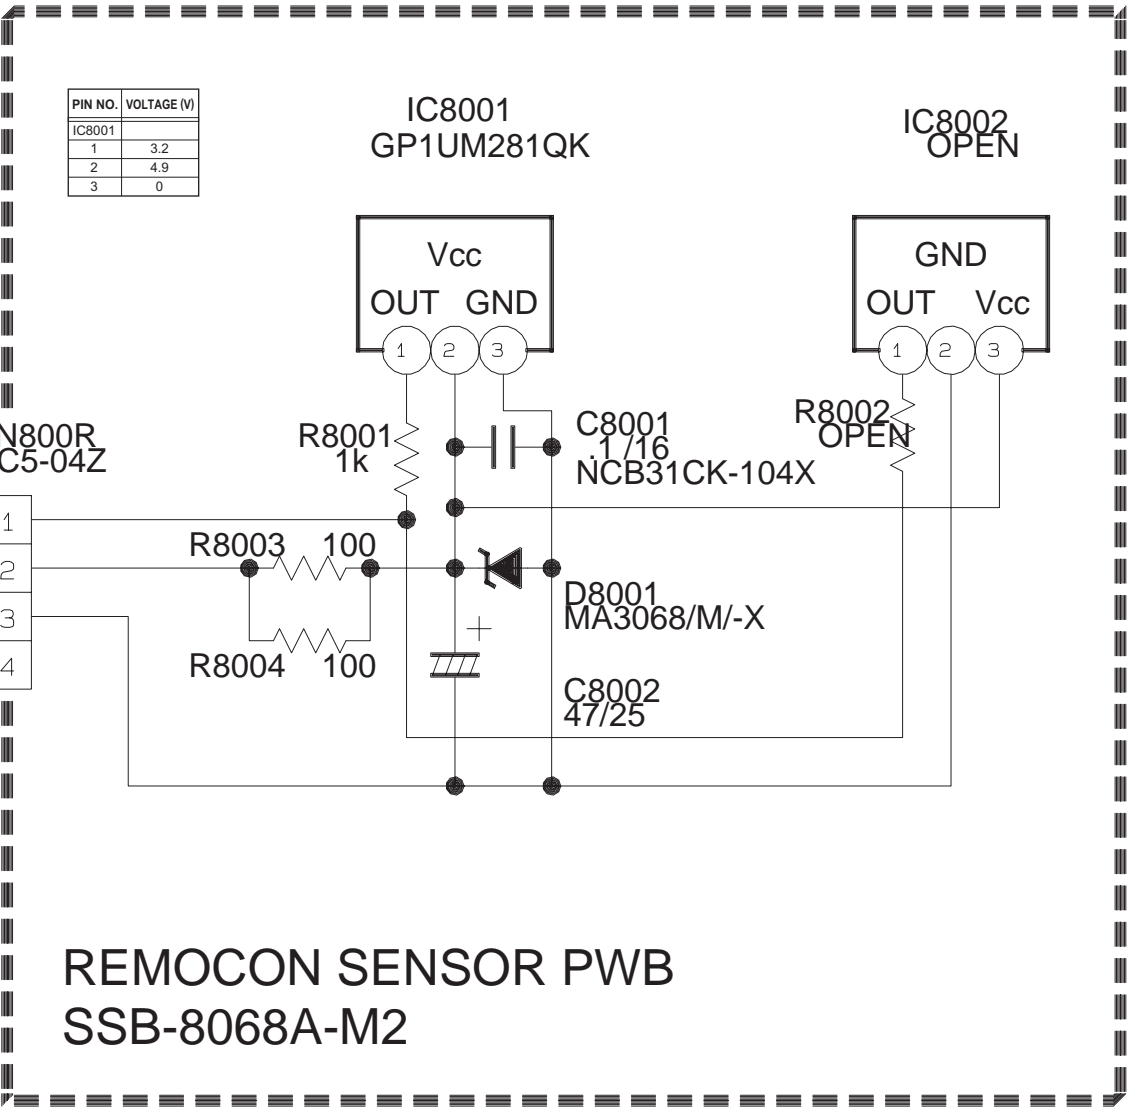 PIN NO. VOLTAGE (V)
IC8001
1 3.2
2 4.9
3 0
IC8001
GP1UM281QK
IC8002
OPEN
Vcc
OUT GND
1 2 3
GND
OUT Vcc
1 2 3
N800R
C5-04Z
R8001
1k
C8001
.1 /16
NCB31CK-104X
R8002
OPEN
1
2
3
4
R8003 100
R8004 100
D8001
MA3068/M/-X
+
C8002
47/25
REMOCON SENSOR PWB
SSB-8068A-M2